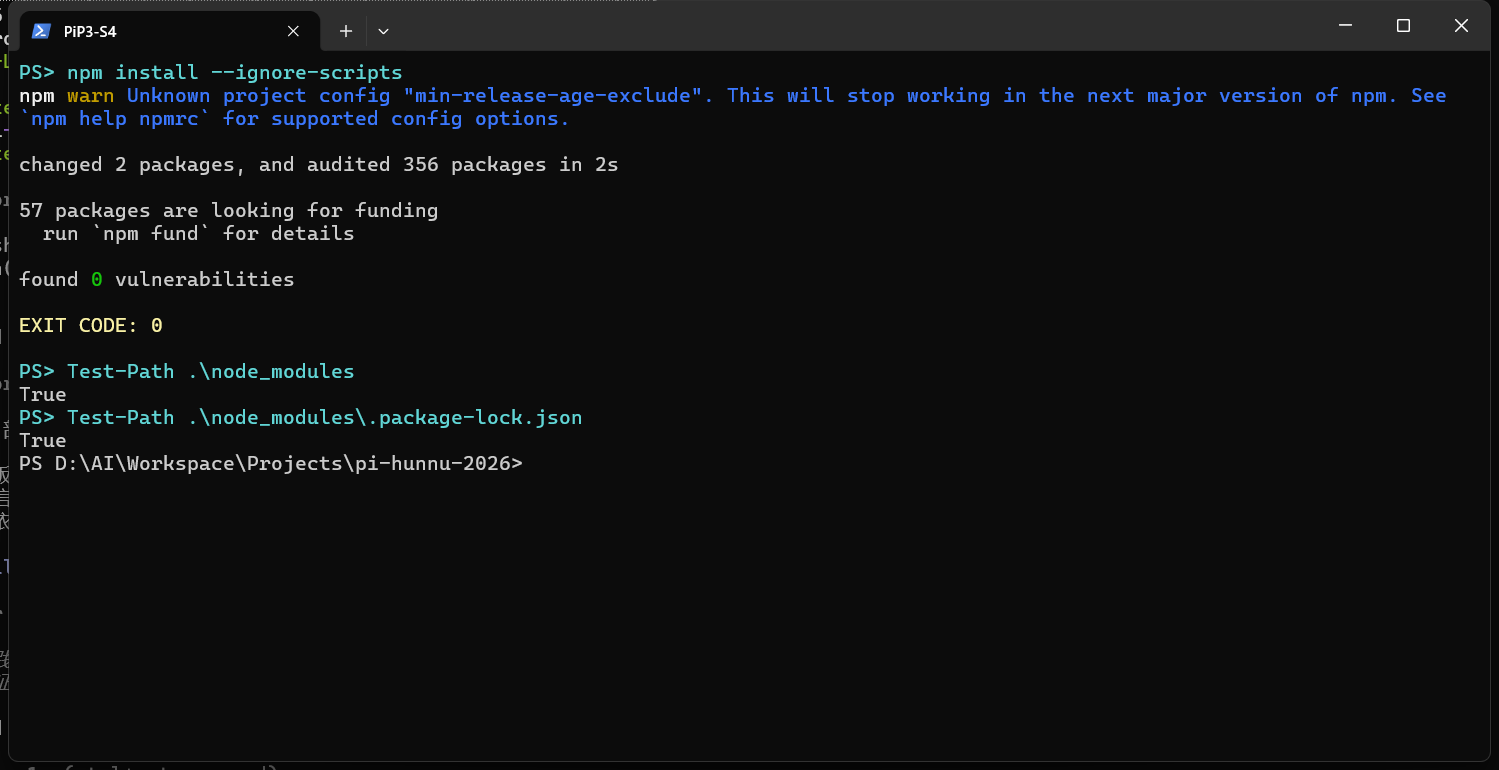 PiP3-S4
PS> npm install --ignore-scripts
npm warn Unknown project config "min-release-age-exclude". This will stop working in the next major version of npm. See
`npm help npmrc` for supported config options.
changed 2 packages, and audited 356 packages in 2s
57 packages are looking for funding
run `npm fund` for details
found 0 vulnerabilities
EXIT CODE: 0
PS> Test-Path .\node_modules
True
PS> Test-Path .\node_modules\.package-lock.json
True
PS D:\AI\Workspace\Projects\pi-hunnu-2026>